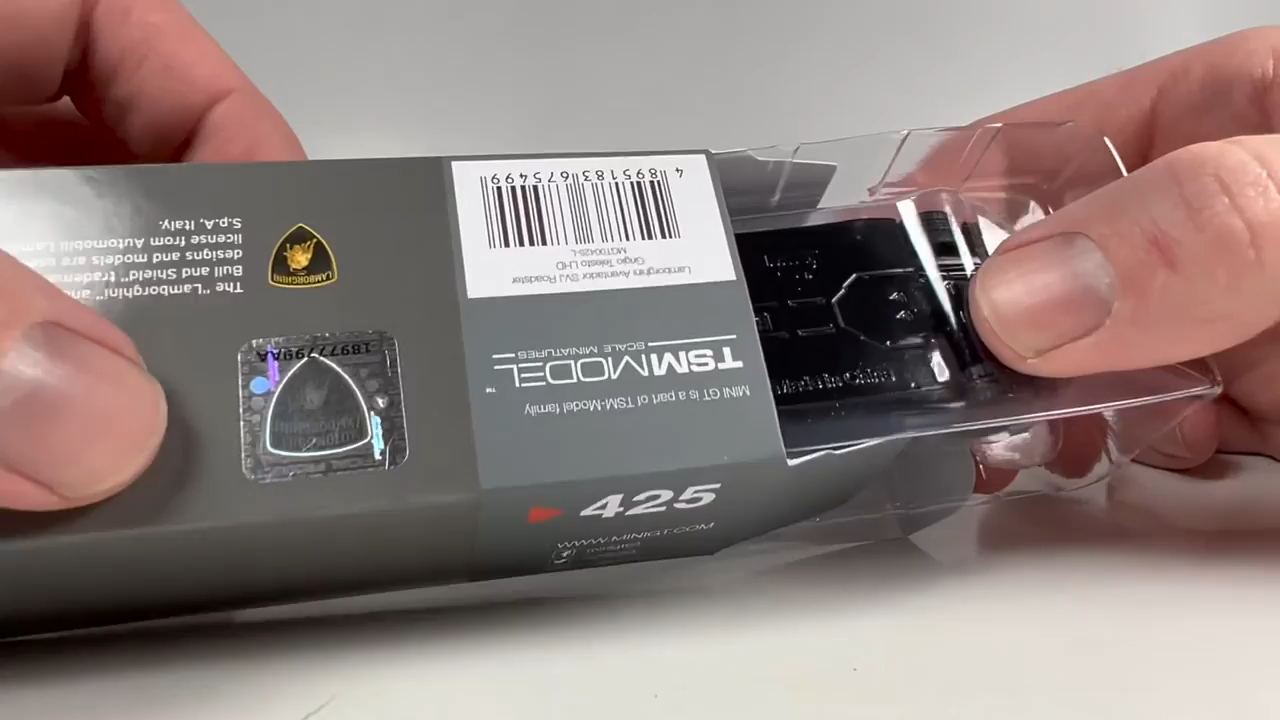 The "Lamborghini" and
Bull and Shield" trademarks
designs and models are used
license from Automobili Lam
S.p.A, Italy.
LAMBORGHINI
18977799AA
4 895183 675499
Lamborghini Aventador SVJ Roadster
Grigio Telesto LHD
MGT00425-L
TSMMODEL™
SCALE MINIATURES
MINI GT is a part of TSM-Model family
425
WWW.MINIGT.COM